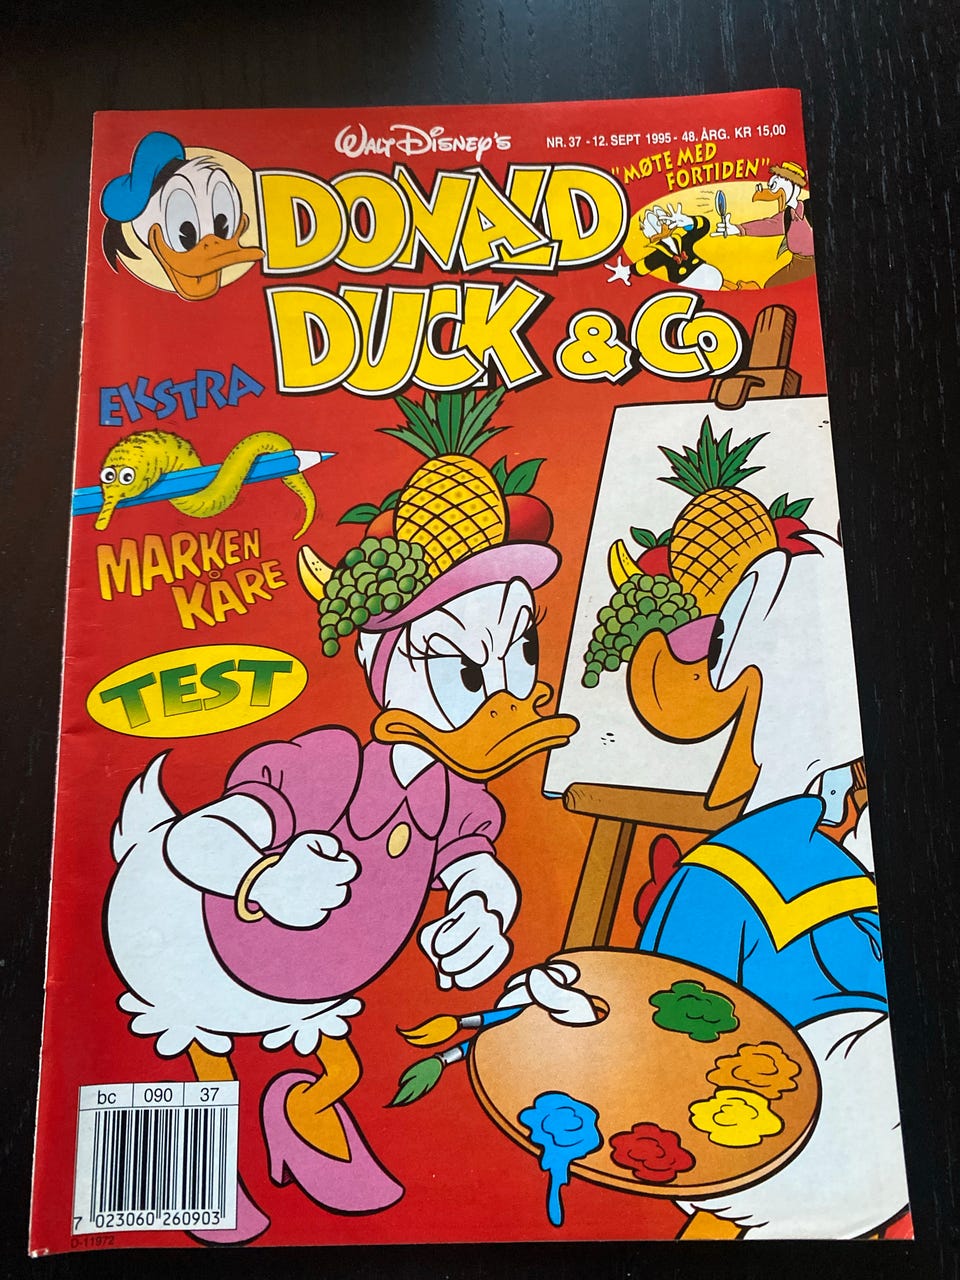 WALT DISNEY'S
NR. 37 - 12. SEPT 1995 - 48. ÅRG. KR 15,00
DONALD
DUCK & Co
"MØTE MED
FORTIDEN"
EKSTRA
MARKEN
KÅRE
TEST
bc 090 37
7 023060 260903
D-11972